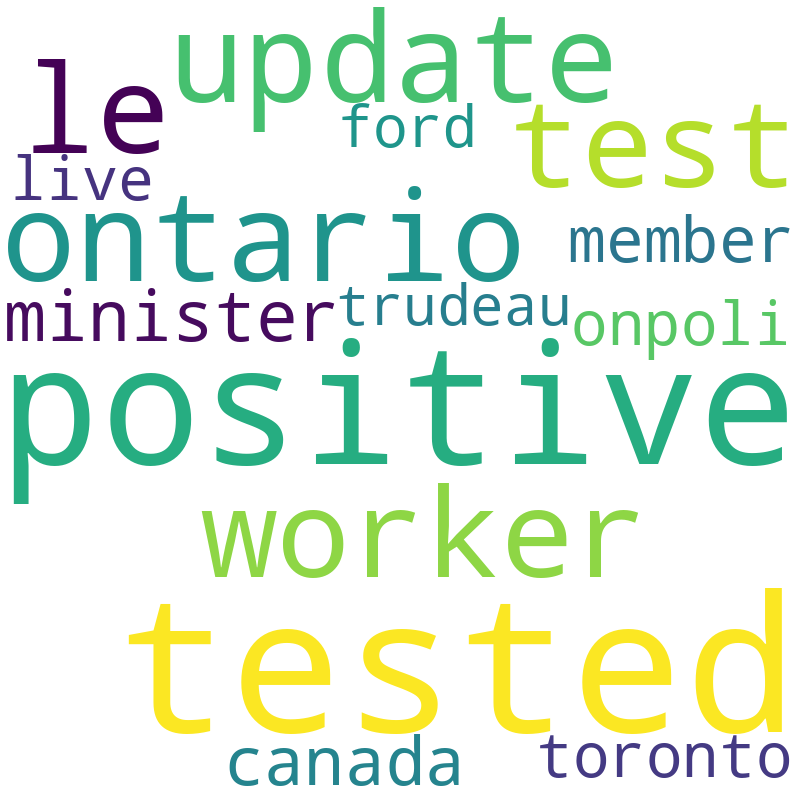 update
le
ford
test
live
ontario
member
minister
trudeau
onpoli
positive
worker
tested
canada
toronto